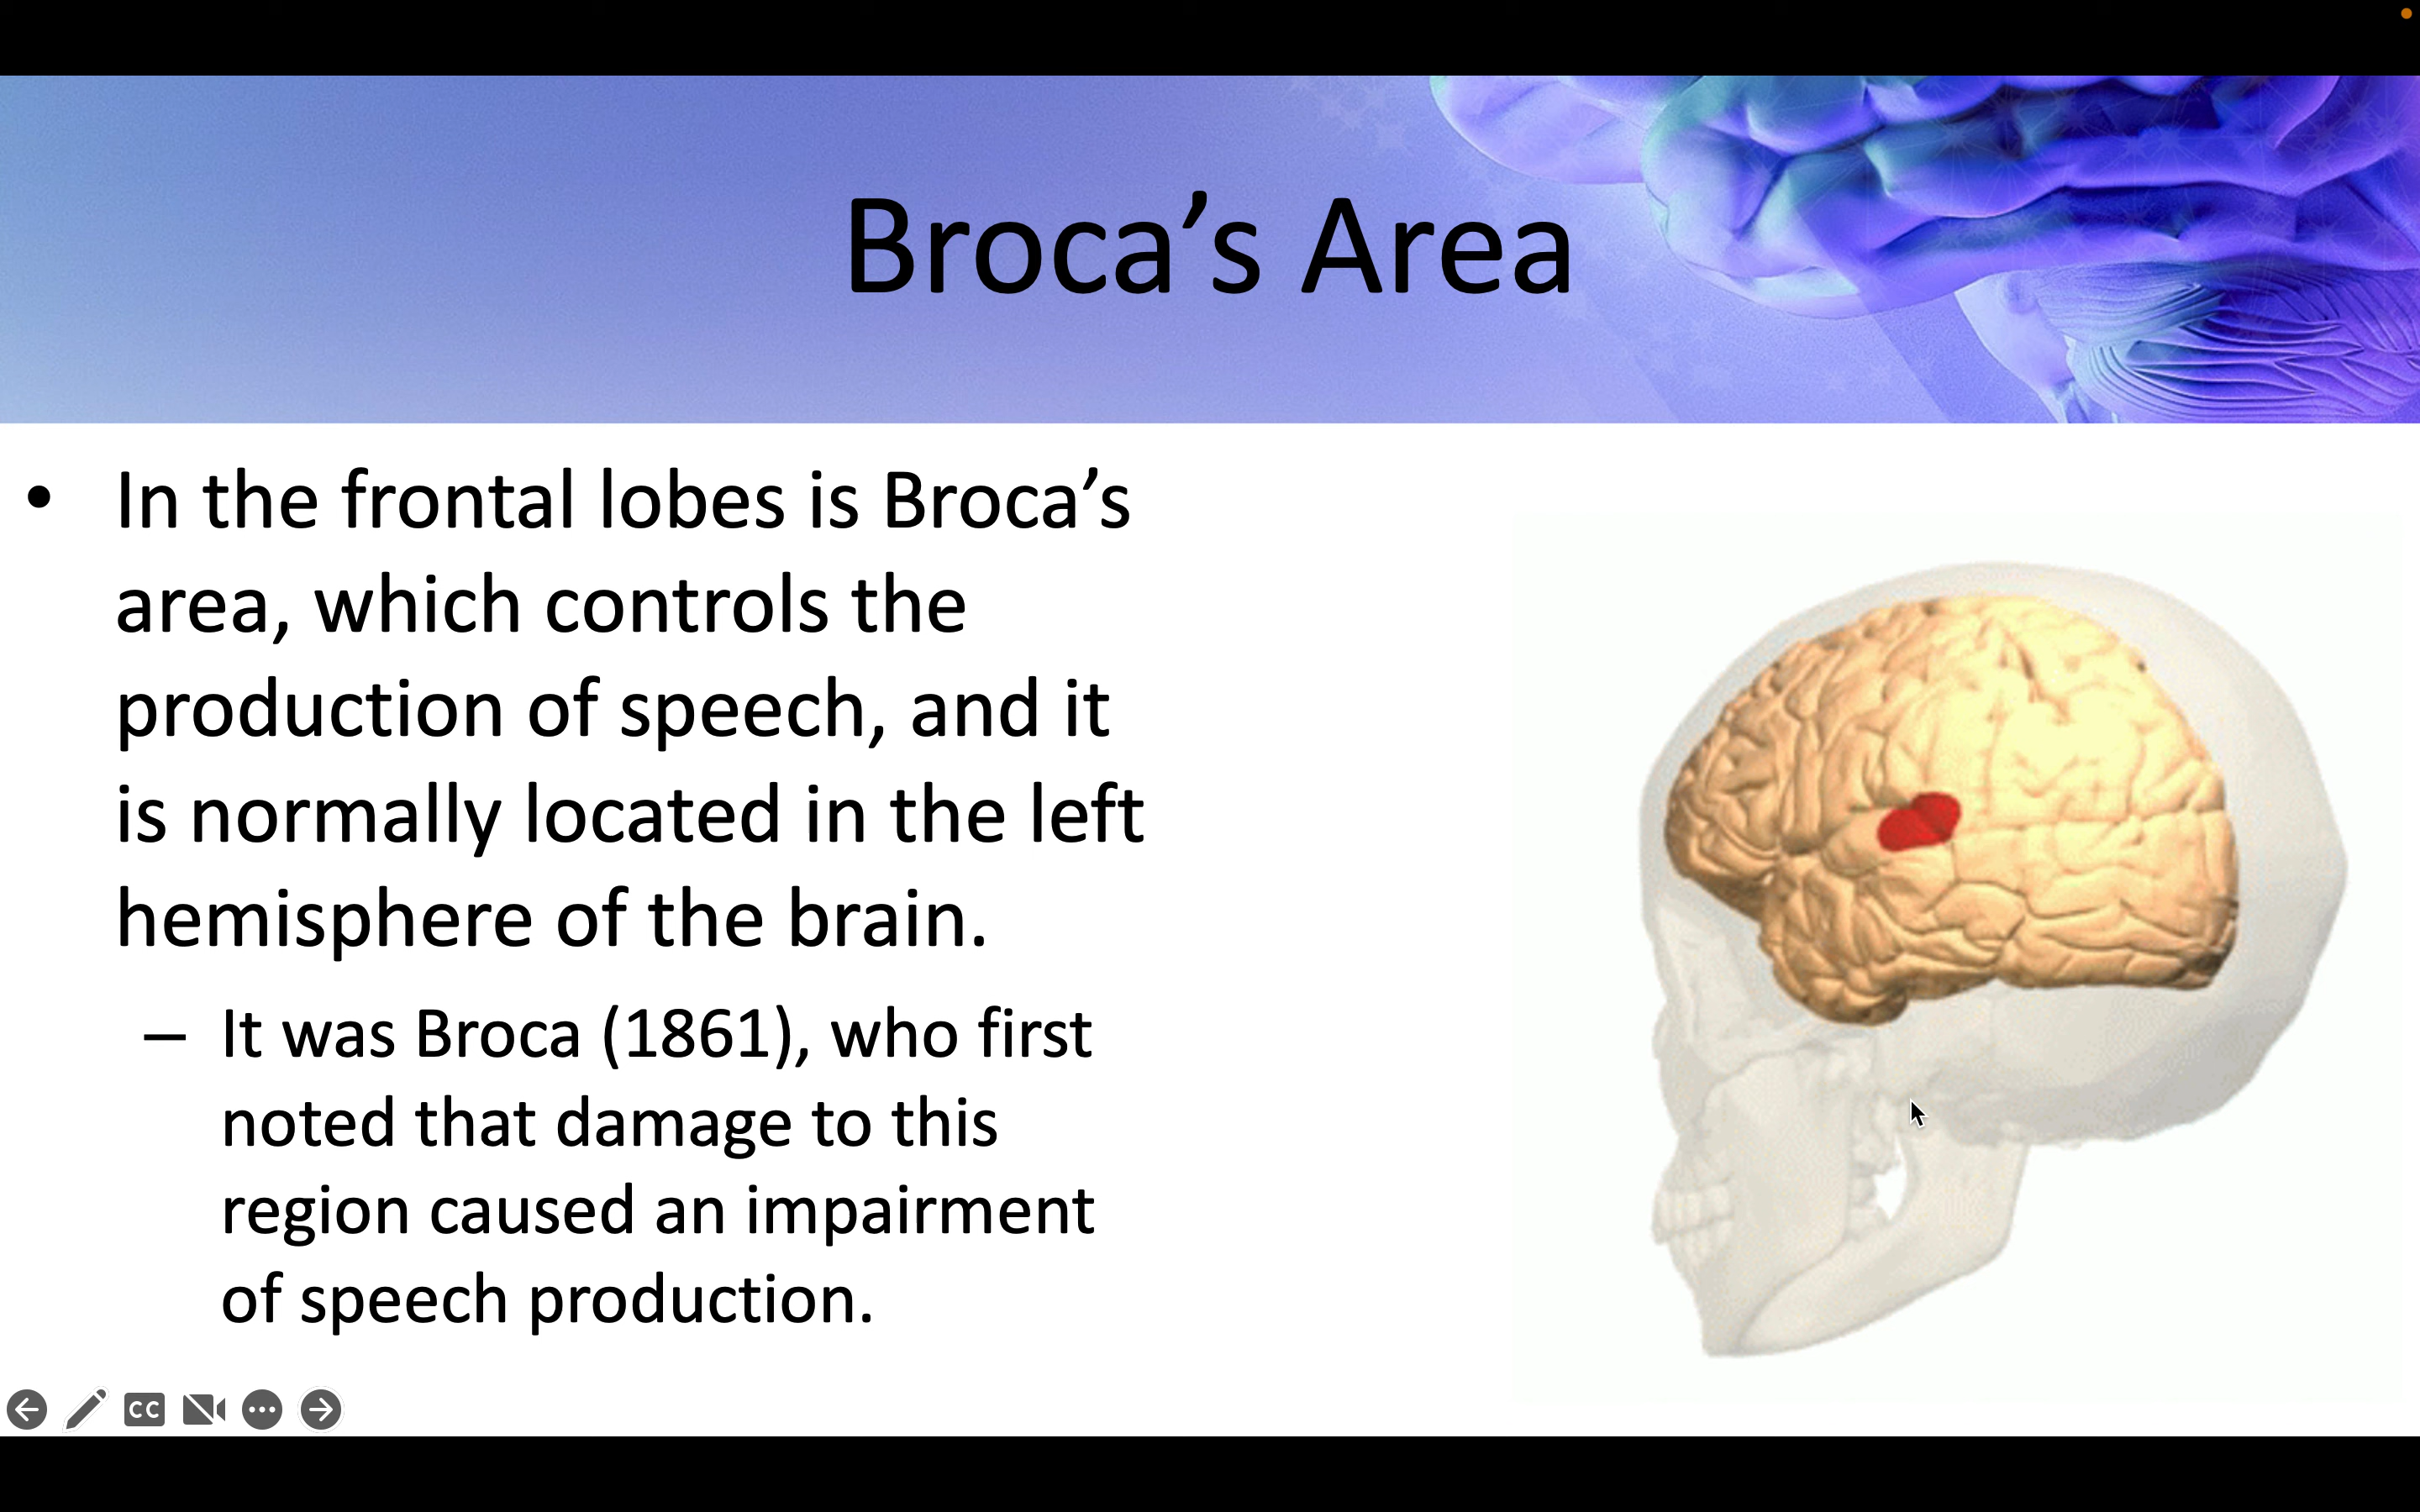 Broca’s Area
• In the frontal lobes is Broca’s
area, which controls the
production of speech, and it
is normally located in the left
hemisphere of the brain.
– It was Broca (1861), who first
noted that damage to this
region caused an impairment
of speech production.
CC